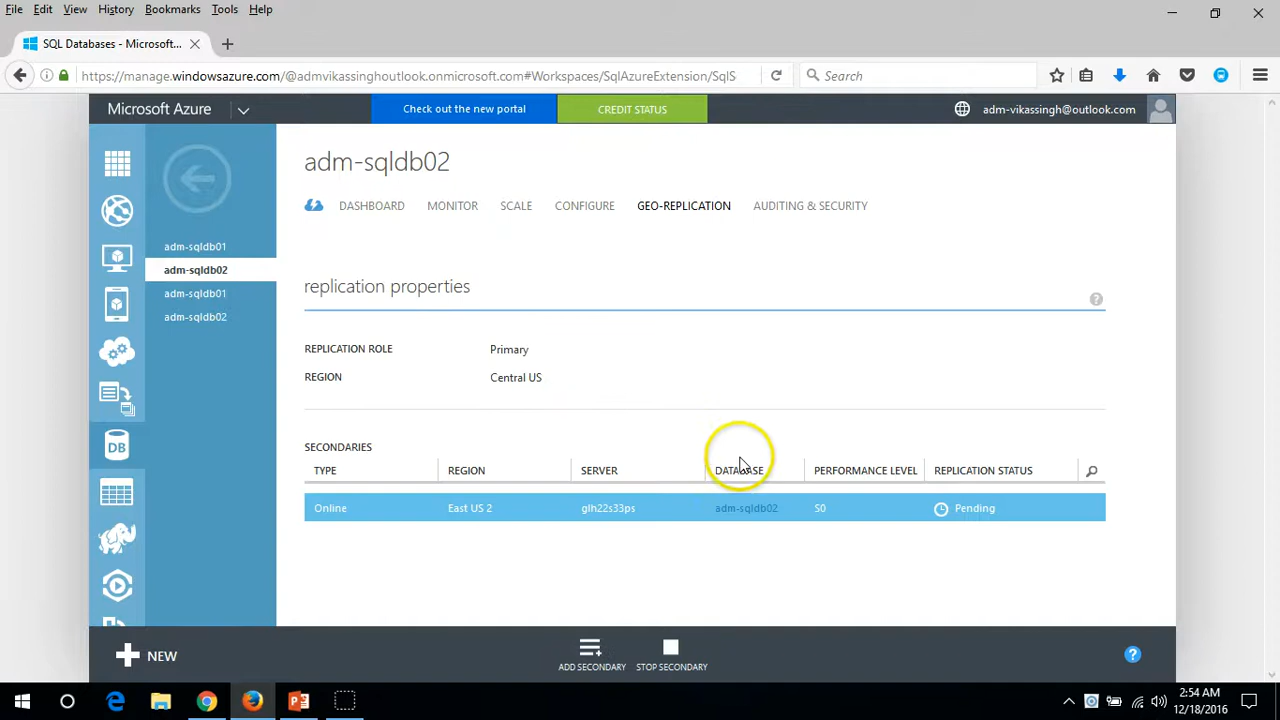 File Edit View History Bookmarks Tools Help
SQL Databases - Microsoft...
https://manage.windowsazure.com/@admvikassinghoutlook.onmicrosoft.com#Workspaces/SqlAzureExtension/SqlS
Search
Microsoft Azure
Check out the new portal
CREDIT STATUS
adm-vikassingh@outlook.com
adm-sqldb01
adm-sqldb02
adm-sqldb01
adm-sqldb02
adm-sqldb02
DASHBOARD MONITOR SCALE CONFIGURE GEO-REPLICATION AUDITING & SECURITY
replication properties
?
REPLICATION ROLE Primary
REGION Central US
SECONDARIES
TYPE REGION SERVER DATABASE PERFORMANCE LEVEL REPLICATION STATUS
Online East US 2 glh22s33ps adm-sqldb02 S0 Pending
DB
NEW
ADD SECONDARY
STOP SECONDARY
?
2:54 AM
12/18/2016